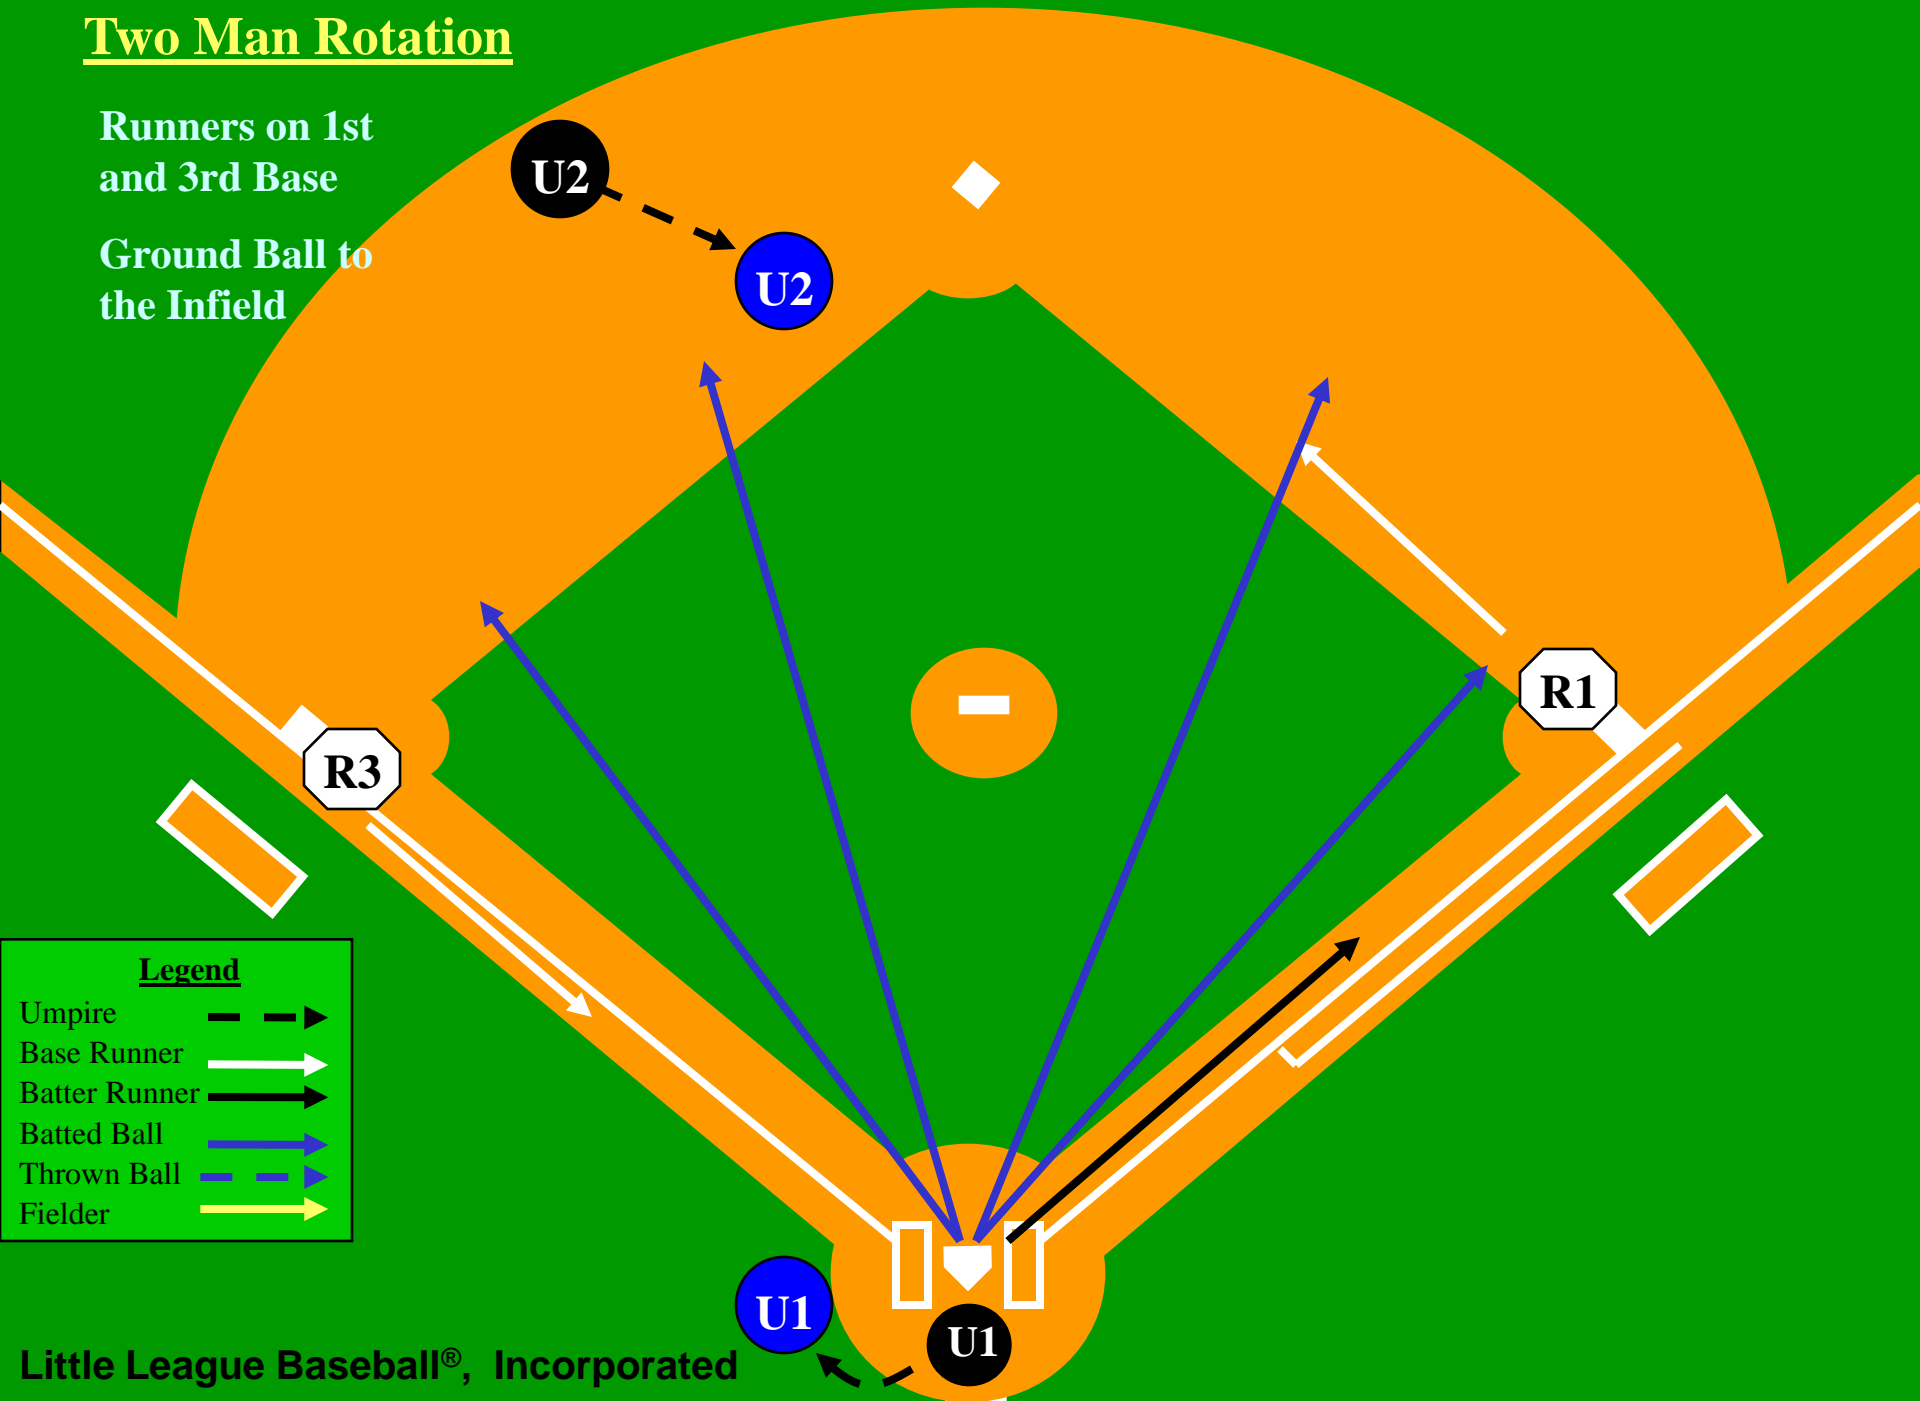 Two Man Rotation
Runners on 1st
and 3rd Base
Ground Ball to
the Infield
U2
U2
R1
R3
Legend
Umpire
Base Runner
Batter Runner
Batted Ball
Thrown Ball
Fielder
U1
U1
Little League Baseball®, Incorporated